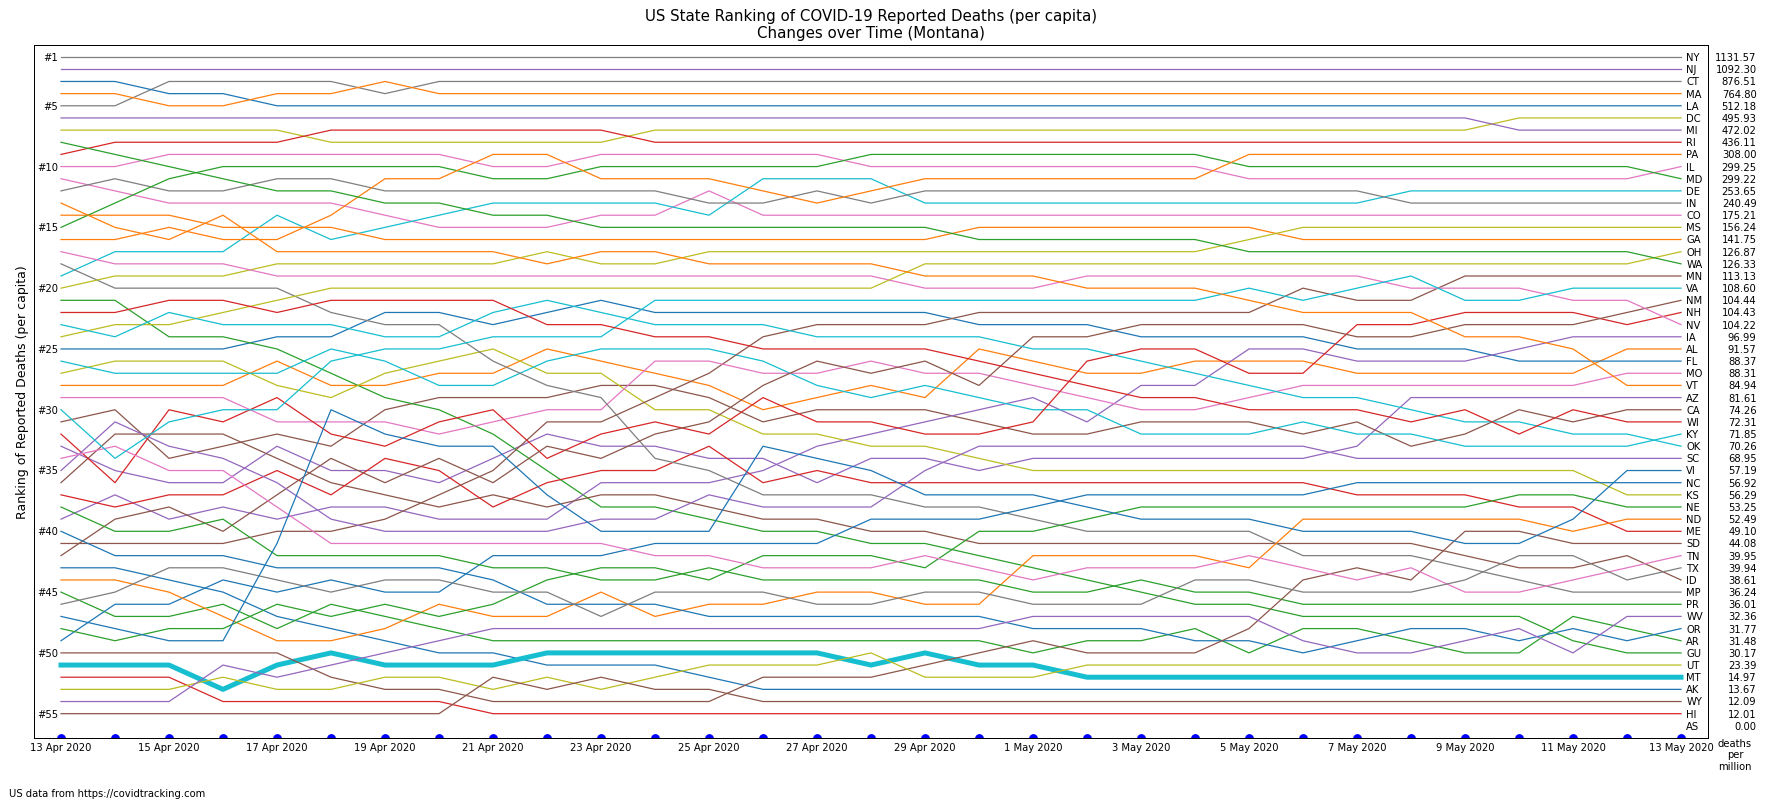 US State Ranking of COVID-19 Reported Deaths (per capita)
Changes over Time (Montana)
Ranking of Reported Deaths (per capita)
#1
#5
#10
#15
#20
#25
#30
#35
#40
#45
#50
#55
NY 1131.57
NJ 1092.30
CT 876.51
MA 764.80
LA 512.18
DC 495.93
MI 472.02
RI 436.11
PA 308.00
IL 299.25
MD 299.22
DE 253.65
IN 240.49
CO 175.21
MS 156.24
GA 141.75
OH 126.87
WA 126.33
MN 113.13
VA 108.60
NM 104.44
NH 104.43
NV 104.22
IA 96.99
AL 91.57
FL 88.37
MO 88.31
VT 84.94
AZ 81.61
CA 74.26
WI 72.31
KY 71.85
OK 70.26
SC 68.95
VI 57.19
NC 56.92
KS 56.29
NE 53.25
ND 52.49
ME 49.10
SD 44.08
TN 39.95
TX 39.94
ID 38.61
MP 36.24
PR 36.01
WV 32.36
OR 31.77
AR 31.48
GU 30.17
UT 23.39
MT 14.97
AK 13.67
WY 12.09
HI 12.01
AS 0.00
13 Apr 2020 15 Apr 2020 17 Apr 2020 19 Apr 2020 21 Apr 2020 23 Apr 2020 25 Apr 2020 27 Apr 2020 29 Apr 2020 1 May 2020 3 May 2020 5 May 2020 7 May 2020 9 May 2020 11 May 2020 13 May 2020
deaths
per
million
US data from https://covidtracking.com